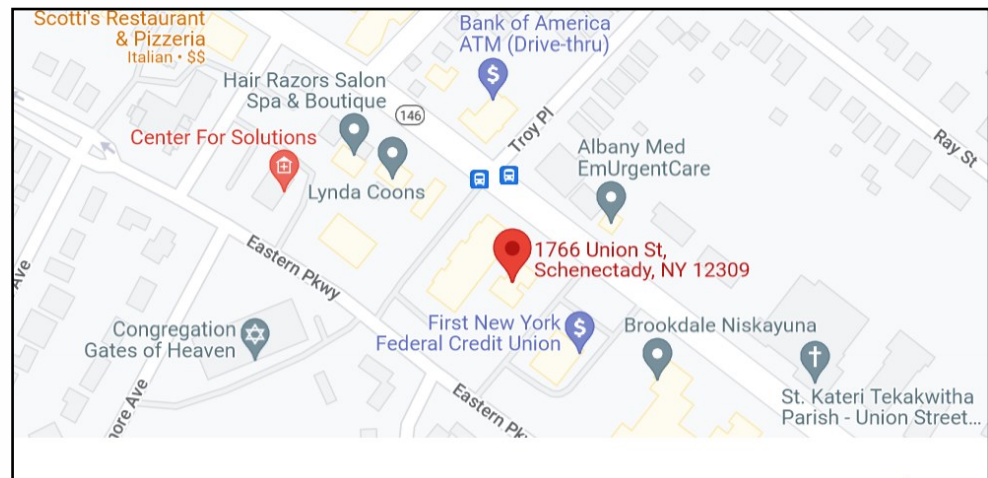 Scotti's Restaurant
& Pizzeria
Italian • $$
Bank of America
ATM (Drive-thru)
$
Hair Razors Salon
Spa & Boutique
146
Troy Pl
Ray St
Center For Solutions
Albany Med
EmUrgentCare
Lynda Coons
Eastern Pkwy
1766 Union St,
Schenectady, NY 12309
Ave
Congregation
Gates of Heaven
First New York
Federal Credit Union
$
Brookdale Niskayuna
St. Kateri Tekakwitha
Parish - Union Street...
more Ave
Eastern Pk